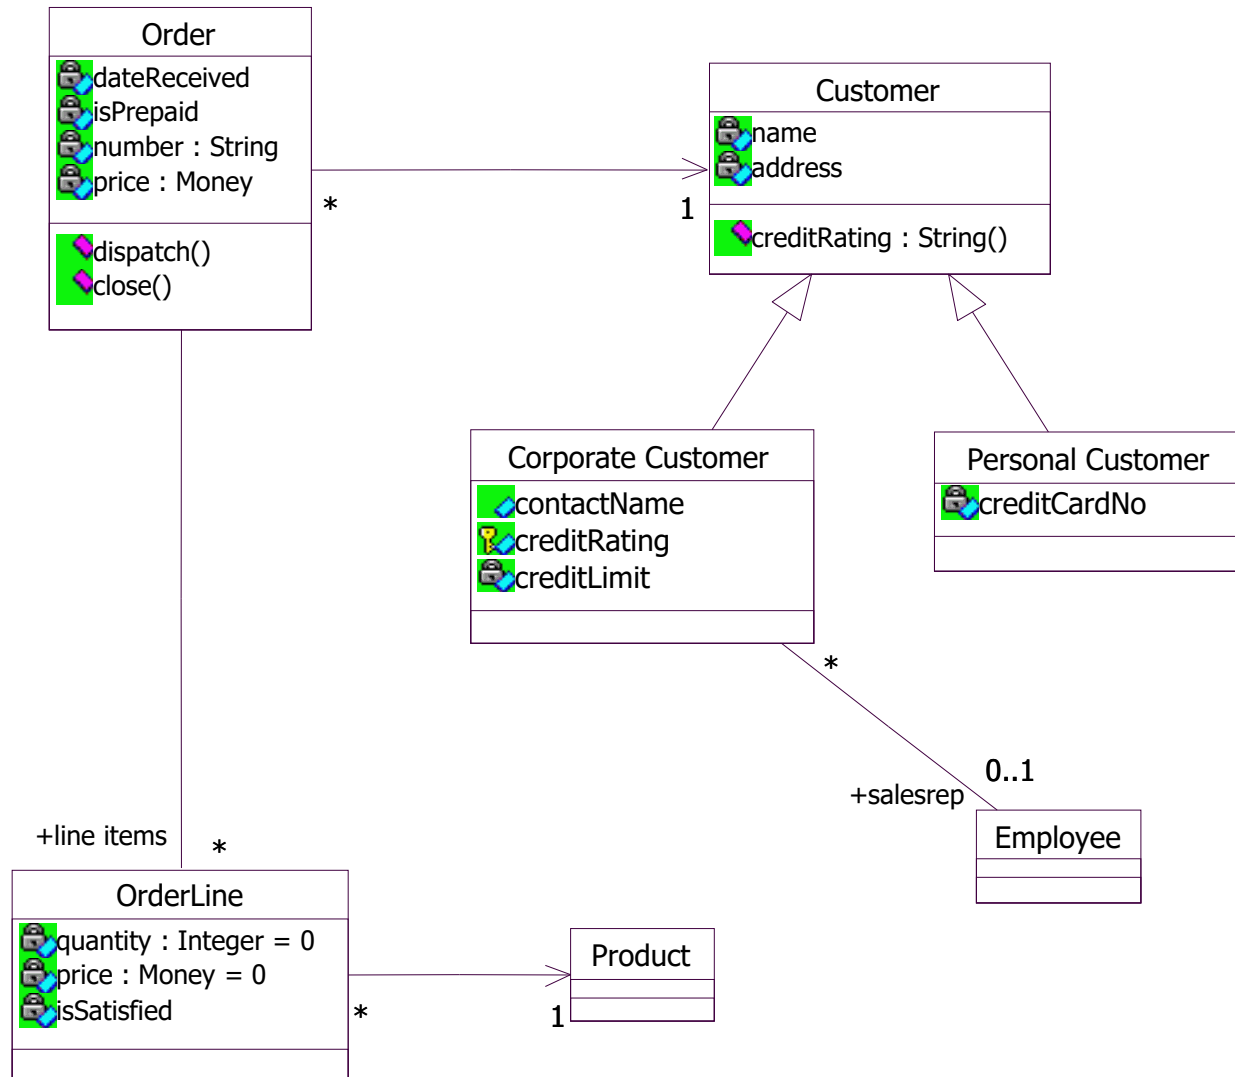 Order
dateReceived
isPrepaid
number : String
price : Money
dispatch()
close()
*
1
Customer
name
address
creditRating : String()
Corporate Customer
contactName
creditRating
creditLimit
Personal Customer
creditCardNo
*
0..1
+salesrep
Employee
+line items
*
OrderLine
quantity : Integer = 0
price : Money = 0
isSatisfied
*
1
Product